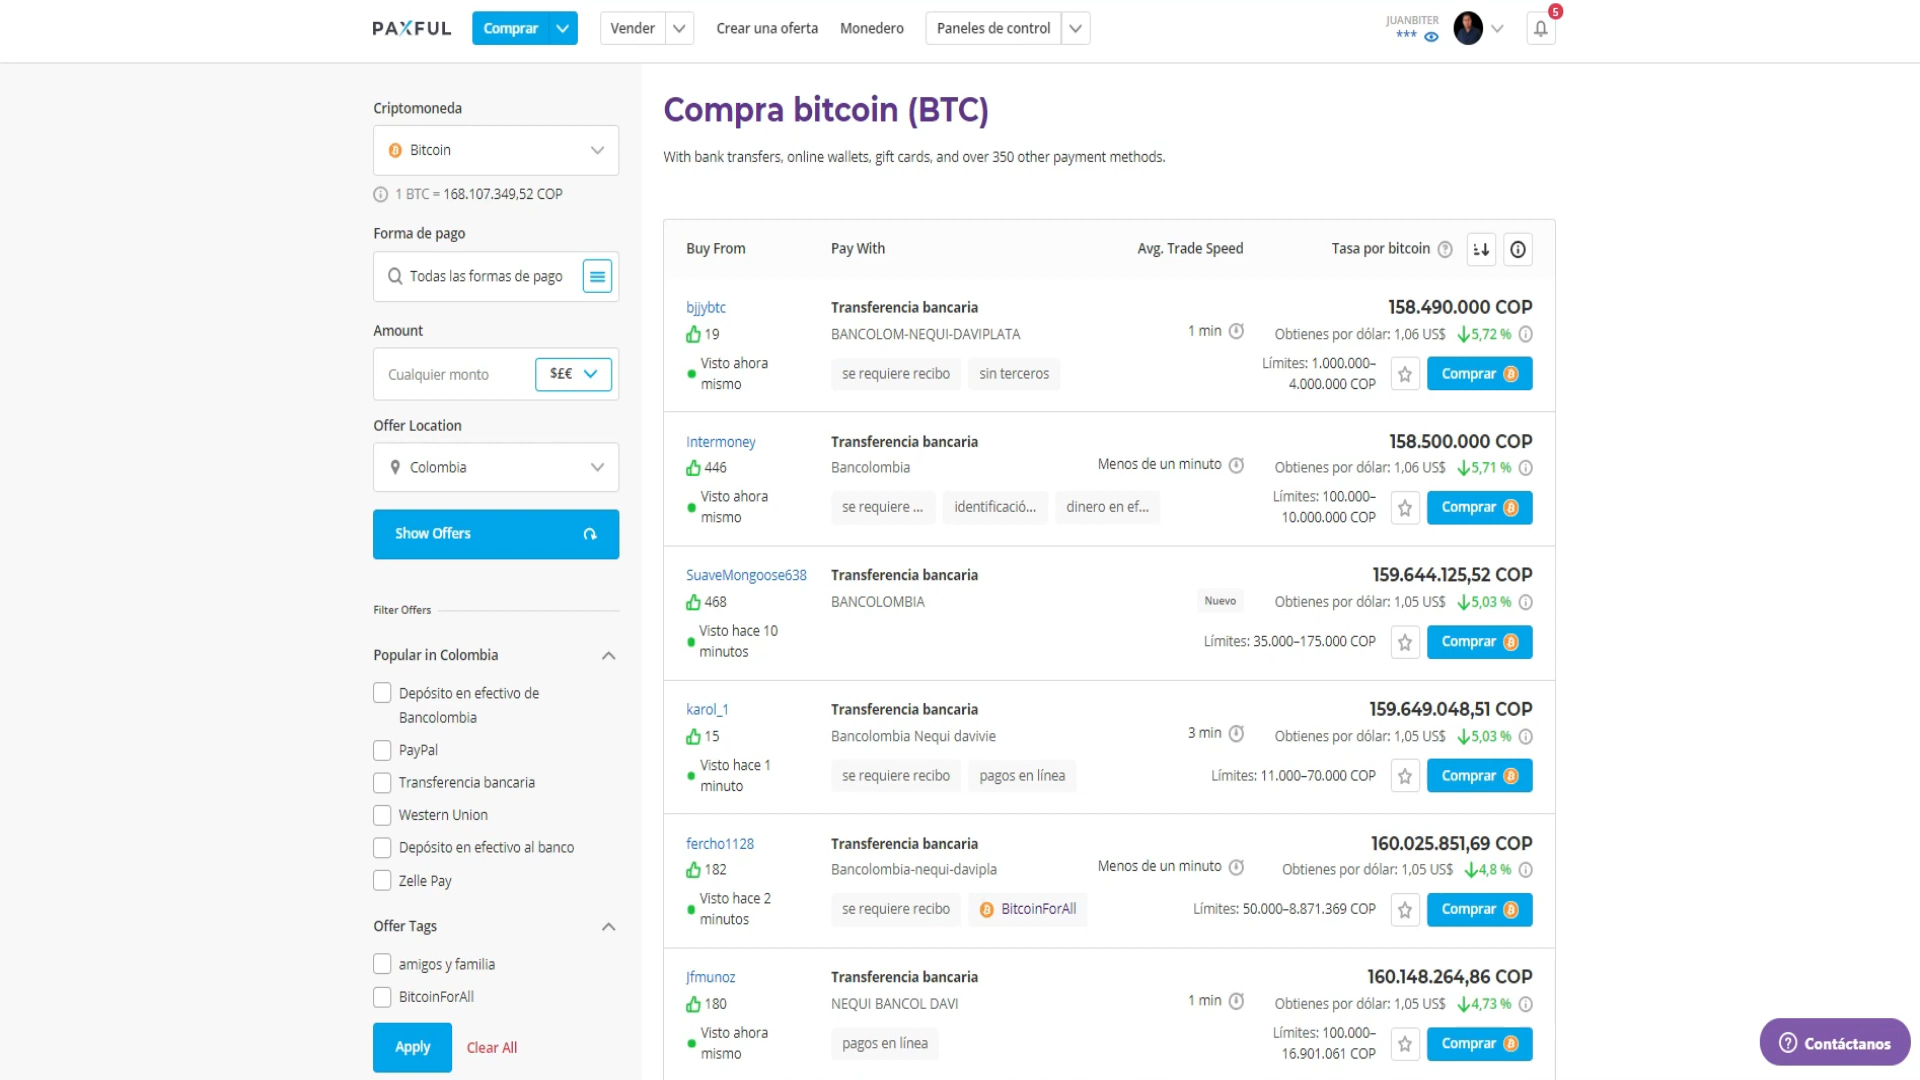 PAXFUL
Comprar
Vender
Crear una oferta
Monedero
Paneles de control
JUANBITER
***
5
Criptomoneda
Bitcoin
1 BTC = 168.107.349,52 COP
Forma de pago
Todas las formas de pago
Amount
Cualquier monto
$£€
Offer Location
Colombia
Show Offers
Filter Offers
Popular in Colombia
Depósito en efectivo de
Bancolombia
PayPal
Transferencia bancaria
Western Union
Depósito en efectivo al banco
Zelle Pay
Offer Tags
amigos y familia
BitcoinForAll
Apply
Clear All
Compra bitcoin (BTC)
With bank transfers, online wallets, gift cards, and over 350 other payment methods.
Buy From
Pay With
Avg. Trade Speed
Tasa por bitcoin
bjjybtc
Transferencia bancaria
158.490.000 COP
19
BANCOLOM-NEQUI-DAVIPLATA
1 min
Obtienes por dólar: 1,06 US$
5,72 %
Visto ahora
mismo
se requiere recibo
sin terceros
Límites: 1.000.000–
4.000.000 COP
Comprar
Intermoney
Transferencia bancaria
158.500.000 COP
446
Bancolombia
Menos de un minuto
Obtienes por dólar: 1,06 US$
5,71 %
Visto ahora
mismo
se requiere ...
identificació...
dinero en ef...
Límites: 100.000–
10.000.000 COP
Comprar
SuaveMongoose638
Transferencia bancaria
159.644.125,52 COP
468
BANCOLOMBIA
Nuevo
Obtienes por dólar: 1,05 US$
5,03 %
Visto hace 10
minutos
Límites: 35.000–175.000 COP
Comprar
karol_1
Transferencia bancaria
159.649.048,51 COP
15
Bancolombia Nequi davivie
3 min
Obtienes por dólar: 1,05 US$
5,03 %
Visto hace 1
minuto
se requiere recibo
pagos en línea
Límites: 11.000–70.000 COP
Comprar
fercho1128
Transferencia bancaria
160.025.851,69 COP
182
Bancolombia-nequi-davipla
Menos de un minuto
Obtienes por dólar: 1,05 US$
4,8 %
Visto hace 2
minutos
se requiere recibo
BitcoinForAll
Límites: 50.000–8.871.369 COP
Comprar
Jfmunoz
Transferencia bancaria
160.148.264,86 COP
180
NEQUI BANCOL DAVI
1 min
Obtienes por dólar: 1,05 US$
4,73 %
Visto ahora
mismo
pagos en línea
Límites: 100.000–
16.901.061 COP
Comprar
Contáctanos